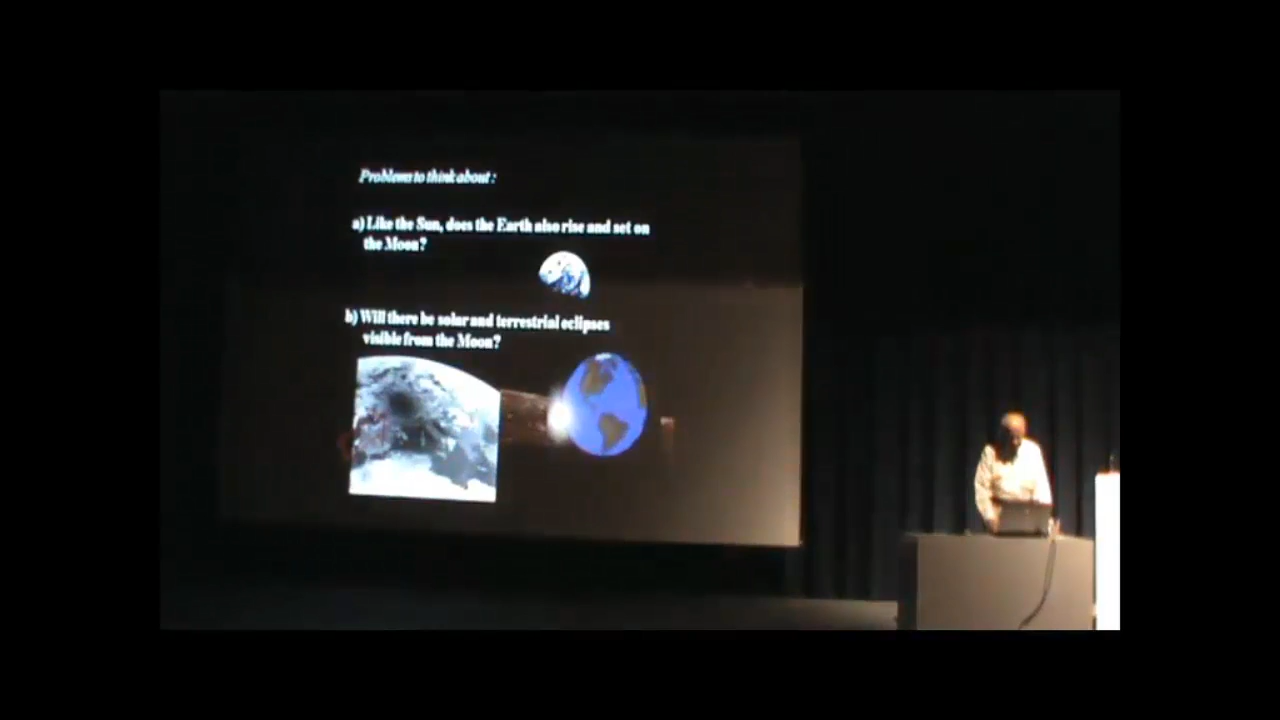 Problems to think about :
a) Like the Sun, does the Earth also rise and set on
the Moon?
b) Will there be solar and terrestrial eclipses
visible from the Moon?